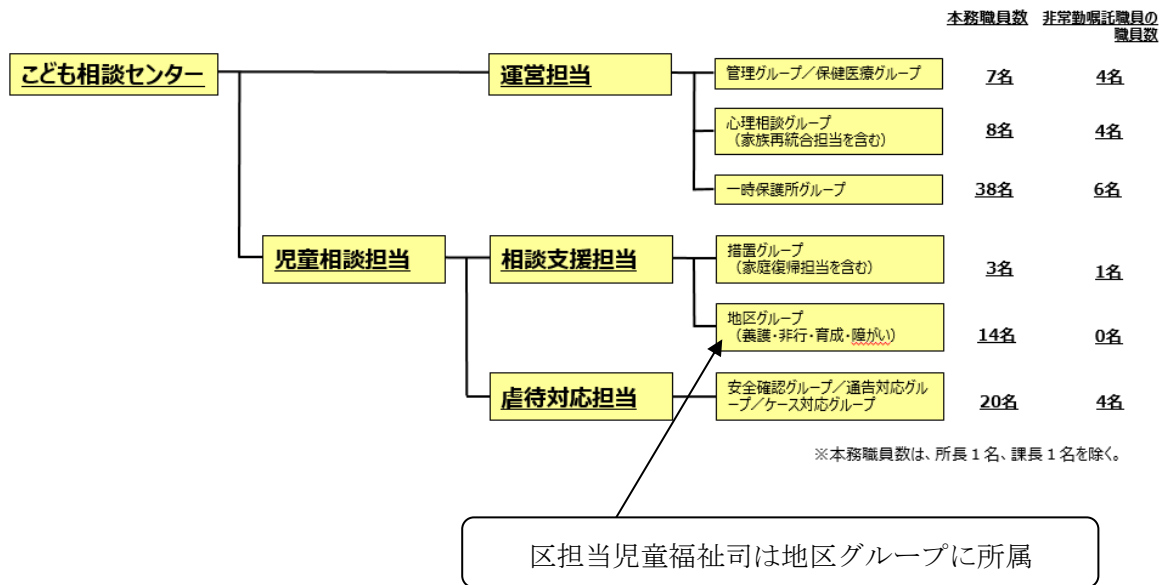 本務職員数 非常勤嘱託職員の
職員数
こども相談センター
運営担当
管理グループ／保健医療グループ
7名 4名
心理相談グループ
（家族再統合担当を含む）
8名 4名
一時保護所グループ
38名 6名
児童相談担当
相談支援担当
措置グループ
（家庭復帰担当を含む）
3名 1名
地区グループ
（養護・非行・育成・障がい）
14名 0名
虐待対応担当
安全確認グループ／通告対応グル
ープ／ケース対応グループ
20名 4名
※本務職員数は、所長１名、課長１名を除く。
区担当児童福祉司は地区グループに所属